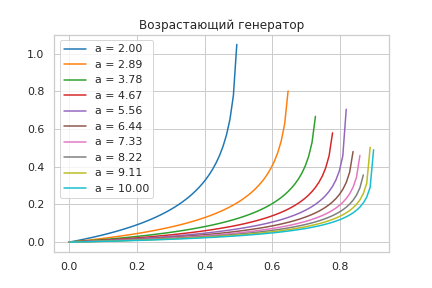 Возрастающий генератор
a = 2.00
a = 2.89
a = 3.78
a = 4.67
a = 5.56
a = 6.44
a = 7.33
a = 8.22
a = 9.11
a = 10.00
1.0
0.8
0.6
0.4
0.2
0.0
0.0 0.2 0.4 0.6 0.8